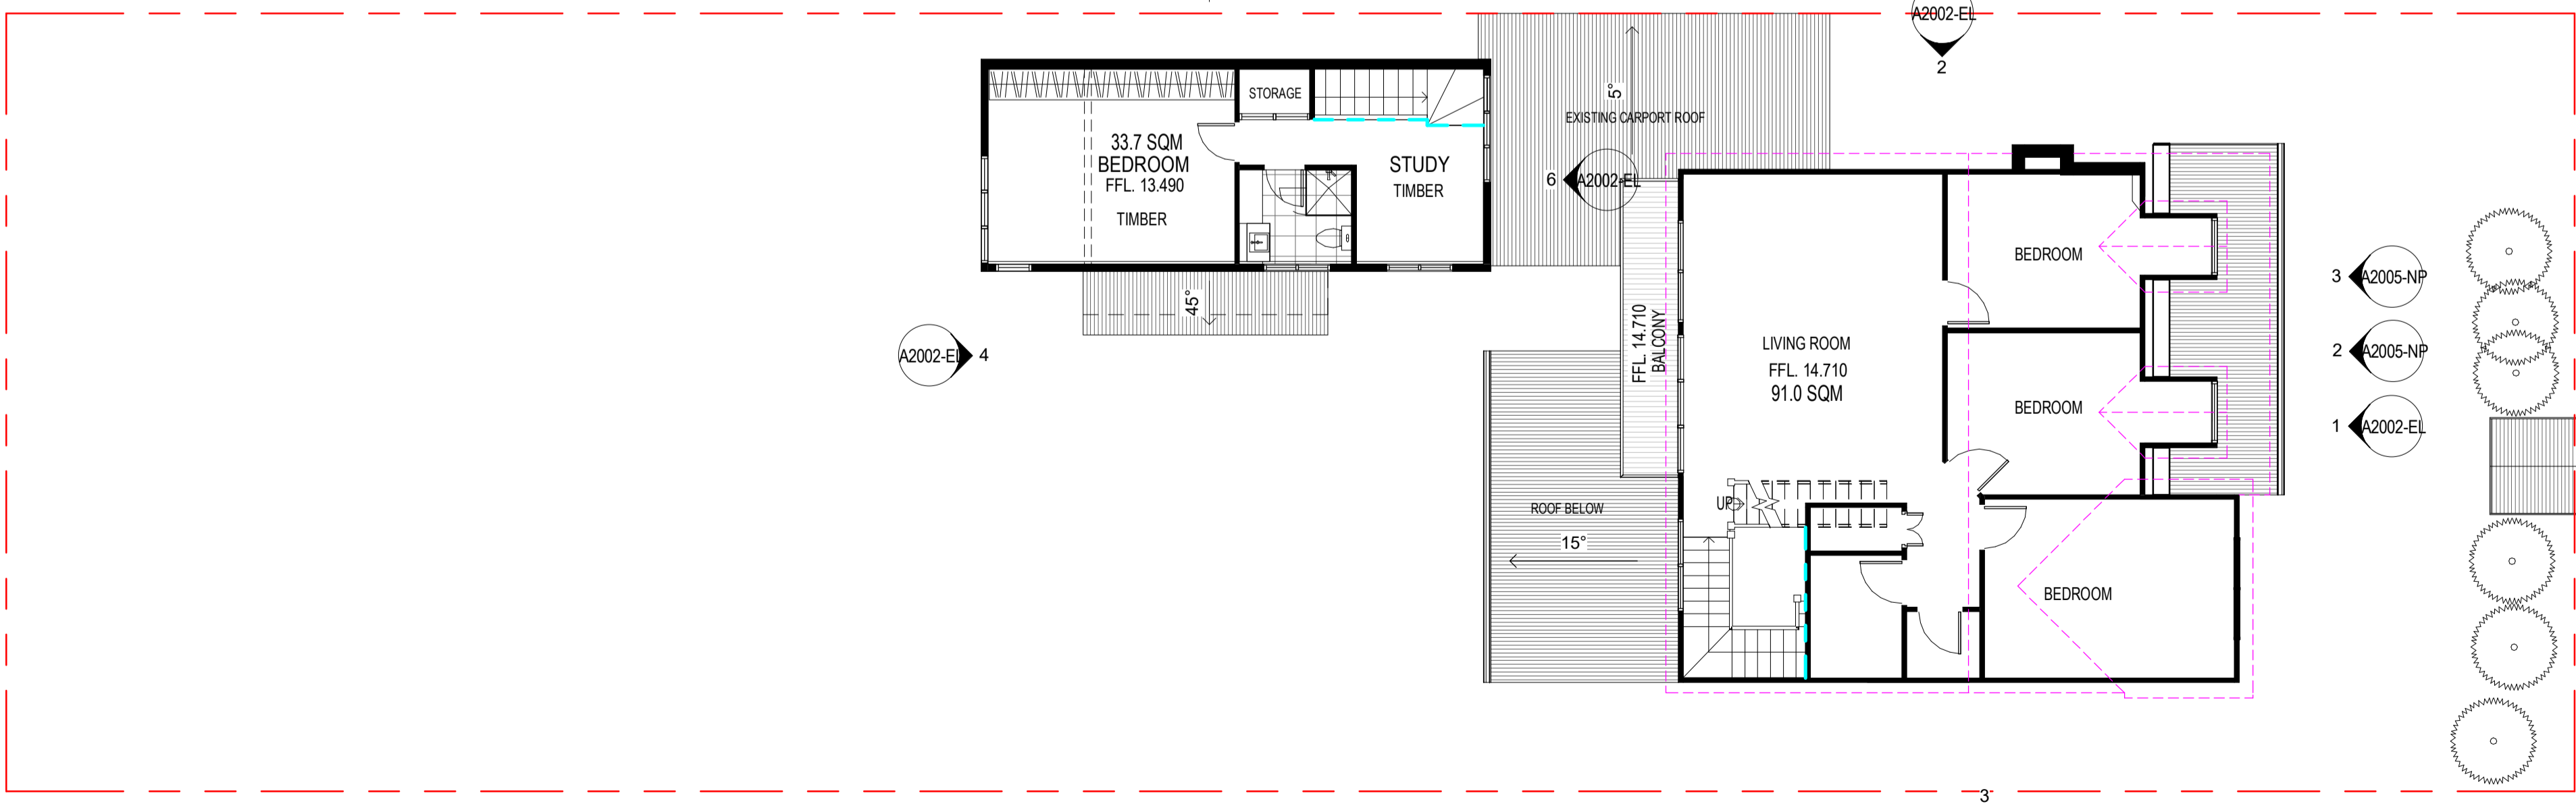 A2002-EL
2
STORAGE
33.7 SQM
BEDROOM
FFL. 13.490
TIMBER
STUDY
TIMBER
5°
EXISTING CARPORT ROOF
6
A2002-EL
45°
A2002-EL
4
FFL. 14.710
BALCONY
LIVING ROOM
FFL. 14.710
91.0 SQM
BEDROOM
BEDROOM
BEDROOM
3
A2005-NP
2
A2005-NP
1
A2002-EL
UP
ROOF BELOW
15°
3